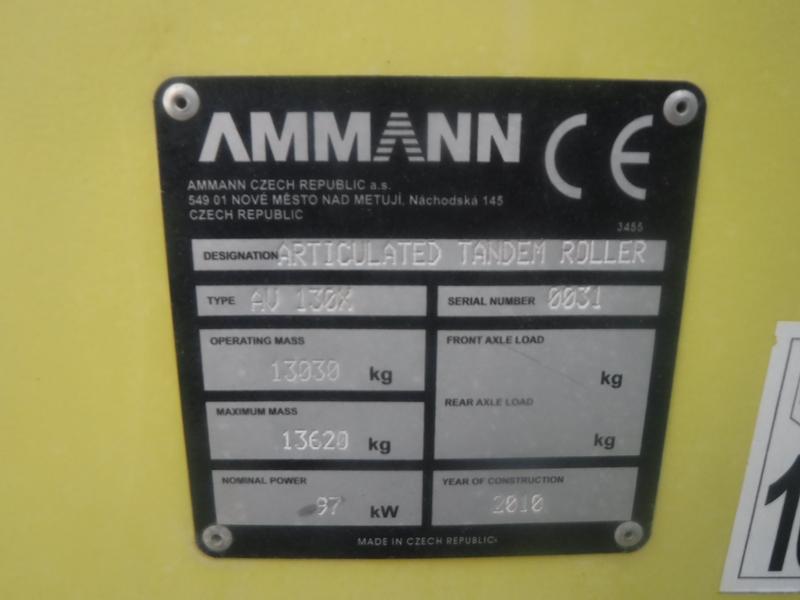 AMMANN CE
AMMANN CZECH REPUBLIC a.s.
549 01 NOVÉ MĚSTO NAD METUJÍ, Náchodská 145
CZECH REPUBLIC
3455
DESIGNATION ARTICULATED TANDEM ROLLER
TYPE AV 130X SERIAL NUMBER 0031
OPERATING MASS 13030 kg
FRONT AXLE LOAD kg
MAXIMUM MASS 13620 kg
REAR AXLE LOAD kg
NOMINAL POWER 97 kW
YEAR OF CONSTRUCTION 2010
MADE IN CZECH REPUBLIC